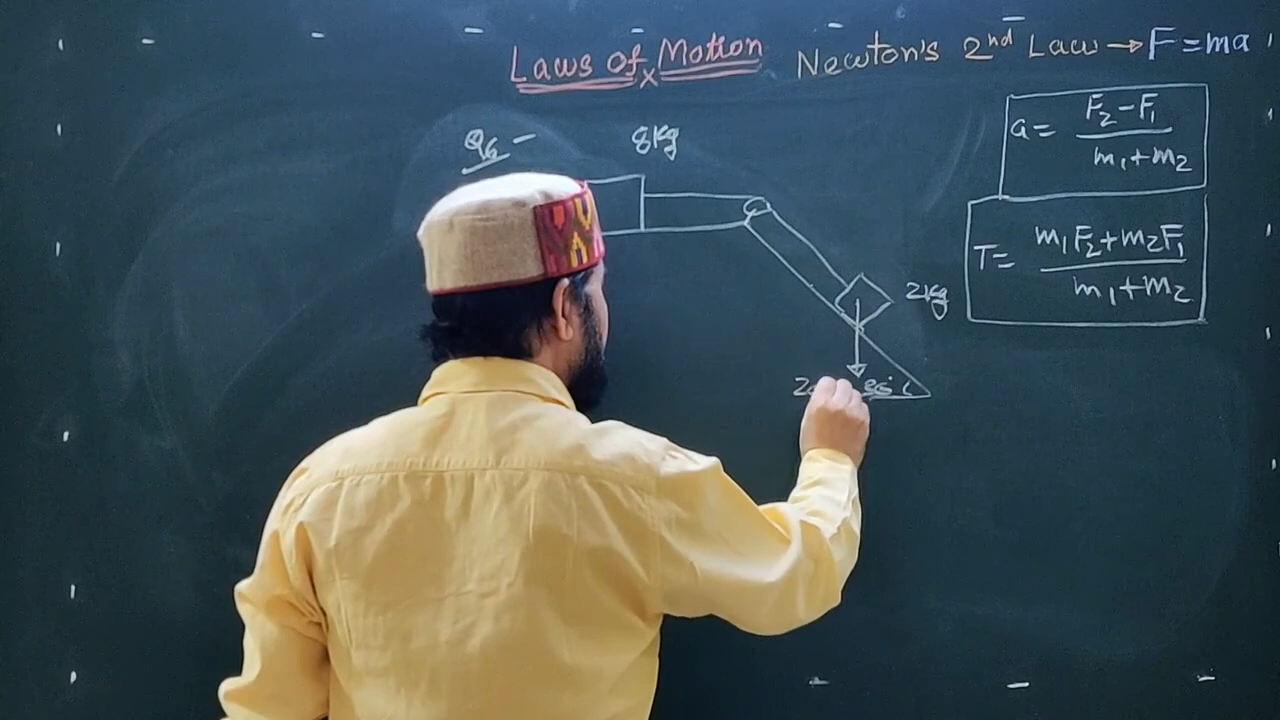 Laws Of Motion
Newton's 2nd Law → F = ma
a = F₂ - F₁ / m₁ + m₂
T = m₁F₂ + m₂F₁ / m₁ + m₂
Q6 -
8Kg
2Kg